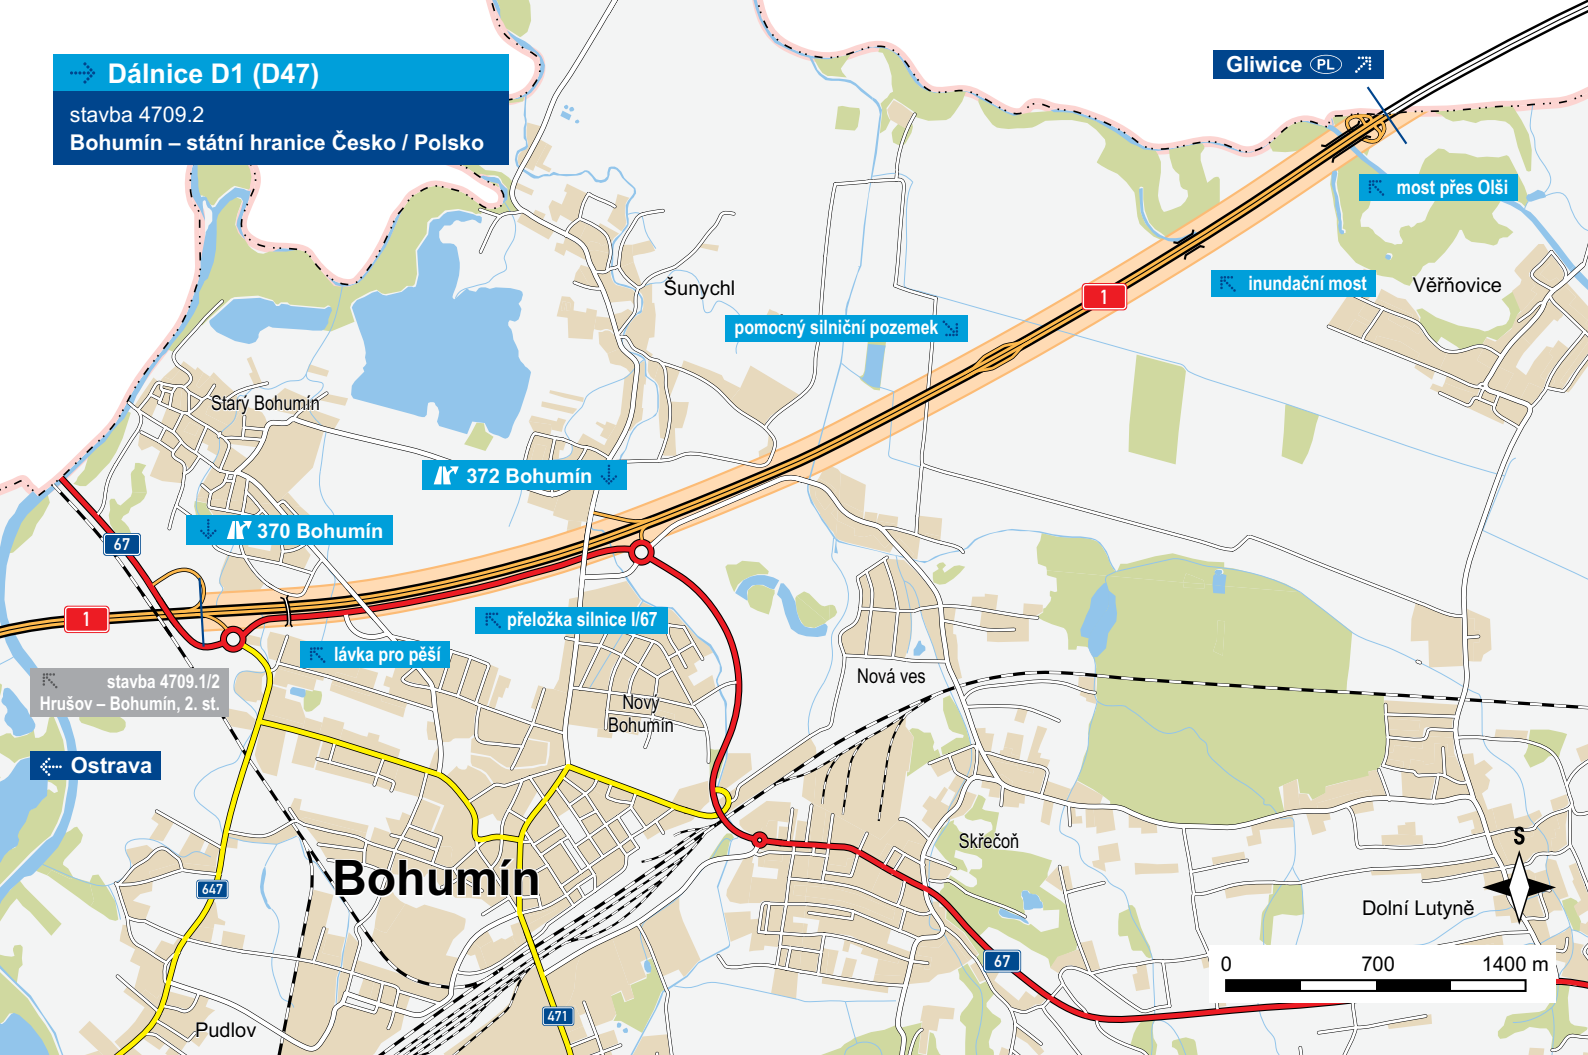 Dálnice D1 (D47)
stavba 4709.2
Bohumín – státní hranice Česko / Polsko
Gliwice PL
most přes Olši
inundační most
Věřňovice
Šunychl
1
pomocný silniční pozemek
Starý Bohumín
372 Bohumín
370 Bohumín
67
1
přeložka silnice I/67
lávka pro pěší
stavba 4709.1/2
Hrušov – Bohumín, 2. st.
Nová ves
Nový
Bohumín
Ostrava
Skřečoň
S
Bohumín
647
Dolní Lutyně
67
0 700 1400 m
471
Pudlov